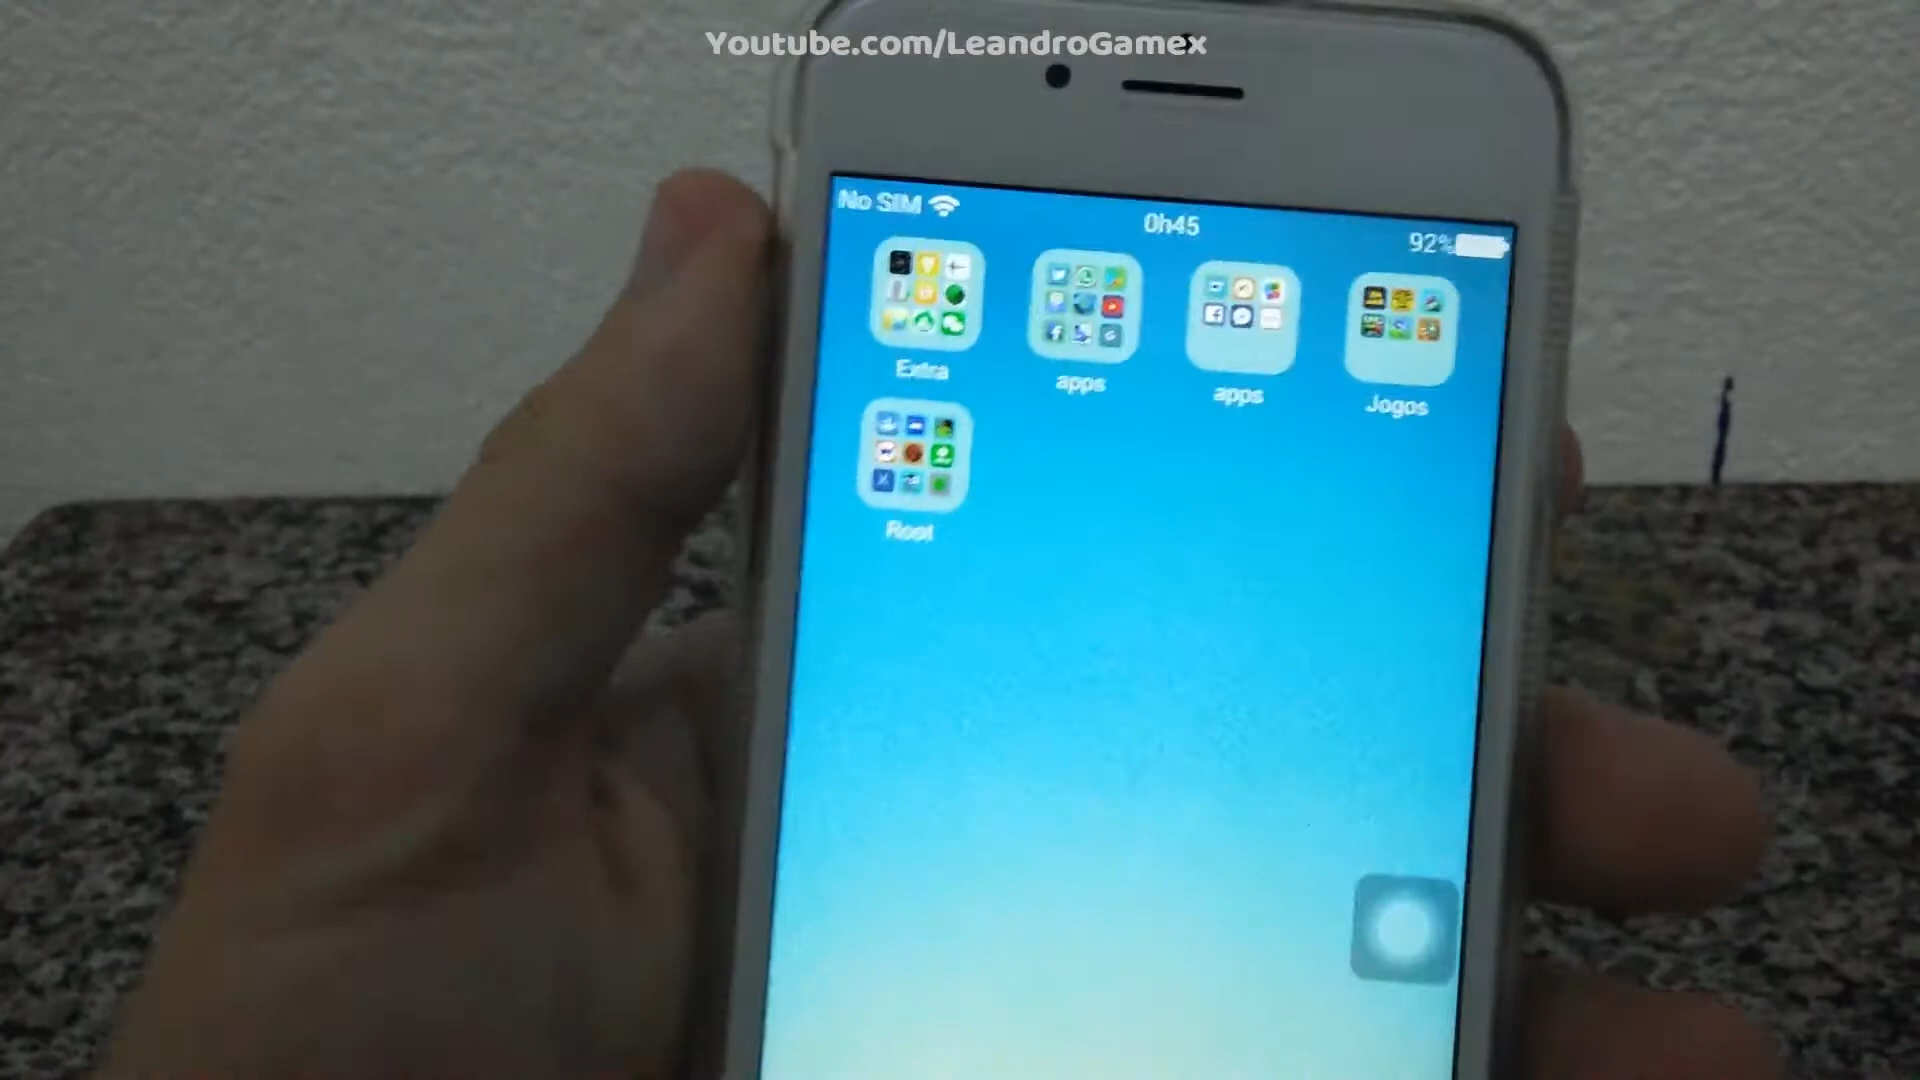 Youtube.com/LeandroGamex
No SIM
0h45
92%
Extra
apps
apps
Jogos
Root